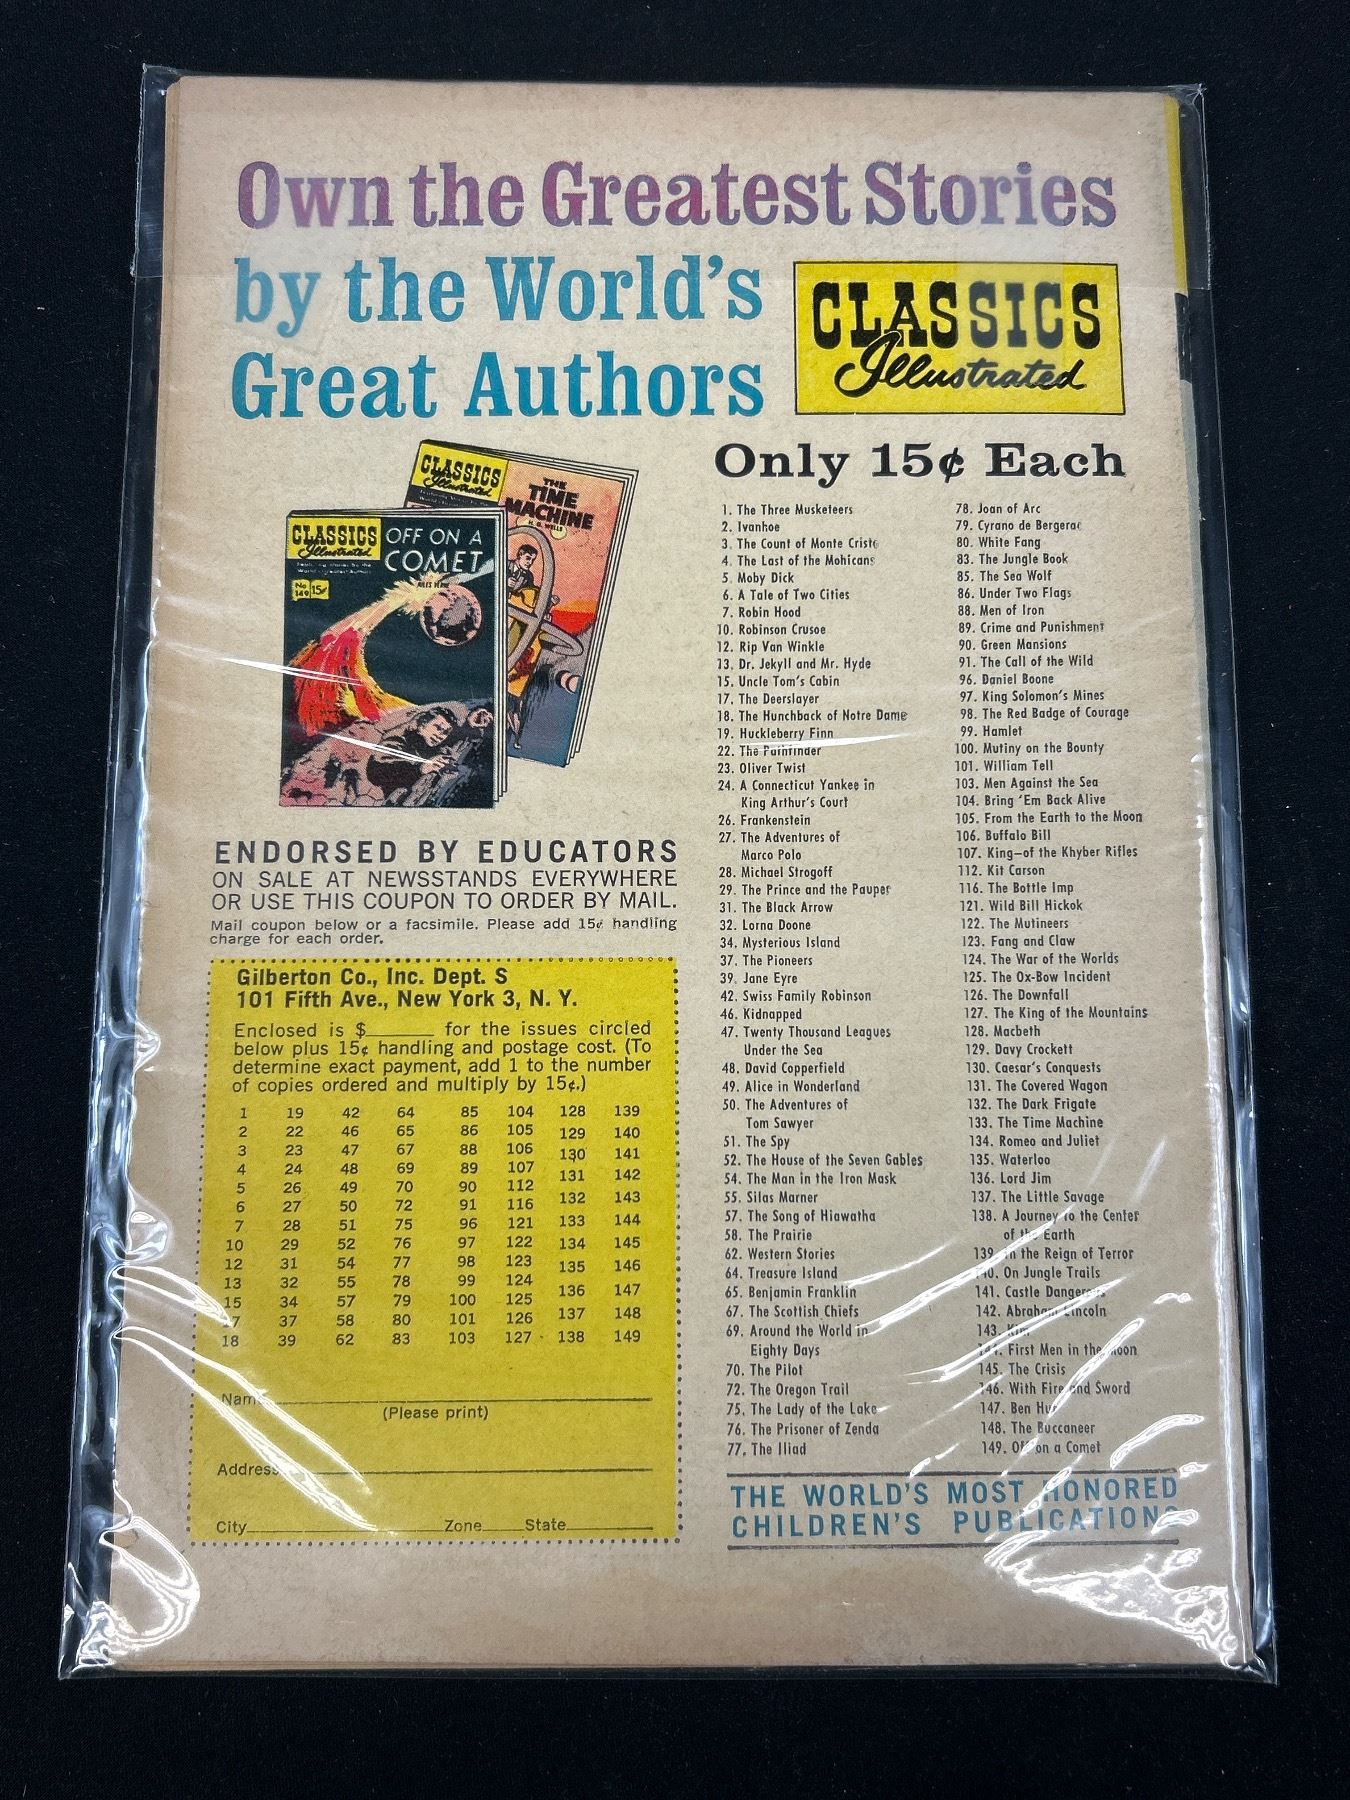 Own the Greatest Stories
by the World's
Great Authors
CLASSICS
Illustrated
Only 15¢ Each
CLASSICS
Illustrated
THE
TIME
MACHINE
H. G. WELLS
CLASSICS
Illustrated
OFF ON A
COMET
JULES VERNE
No
149
15¢
ENDORSED BY EDUCATORS
ON SALE AT NEWSSTANDS EVERYWHERE
OR USE THIS COUPON TO ORDER BY MAIL.
Mail coupon below or a facsimile. Please add 15¢ handling
charge for each order.
Gilberton Co., Inc. Dept. S
101 Fifth Ave., New York 3, N. Y.
Enclosed is $______ for the issues circled
below plus 15¢ handling and postage cost. (To
determine exact payment, add 1 to the number
of copies ordered and multiply by 15¢.)
1 19 42 64 85 104 128 139
2 22 46 65 86 105 129 140
3 23 47 67 88 106 130 141
4 24 48 69 89 107 131 142
5 26 49 70 90 112 132 143
6 27 50 72 91 116 133 144
7 28 51 75 96 121 134 145
10 29 52 76 97 122 135 146
12 31 54 77 98 123 136 147
13 32 55 78 99 124 137 148
15 34 57 79 100 125 138 149
17 37 58 80 101 126
18 39 62 83 103 127
Name
(Please print)
Address
City Zone State
1. The Three Musketeers
2. Ivanhoe
3. The Count of Monte Cristo
4. The Last of the Mohicans
5. Moby Dick
6. A Tale of Two Cities
7. Robin Hood
10. Robinson Crusoe
12. Rip Van Winkle
13. Dr. Jekyll and Mr. Hyde
15. Uncle Tom's Cabin
17. The Deerslayer
18. The Hunchback of Notre Dame
19. Huckleberry Finn
22. The Pathfinder
23. Oliver Twist
24. A Connecticut Yankee in
King Arthur's Court
26. Frankenstein
27. The Adventures of
Marco Polo
28. Michael Strogoff
29. The Prince and the Pauper
31. The Black Arrow
32. Lorna Doone
34. Mysterious Island
37. The Pioneers
39. Jane Eyre
42. Swiss Family Robinson
46. Kidnapped
47. Twenty Thousand Leagues
Under the Sea
48. David Copperfield
49. Alice in Wonderland
50. The Adventures of
Tom Sawyer
51. The Spy
52. The House of the Seven Gables
54. The Man in the Iron Mask
55. Silas Marner
57. The Song of Hiawatha
58. The Prairie
62. Western Stories
64. Treasure Island
65. Benjamin Franklin
67. The Scottish Chiefs
69. Around the World in
Eighty Days
70. The Pilot
72. The Oregon Trail
75. The Lady of the Lake
76. The Prisoner of Zenda
77. The Iliad
78. Joan of Arc
79. Cyrano de Bergerac
80. White Fang
83. The Jungle Book
85. The Sea Wolf
86. Under Two Flags
88. Men of Iron
89. Crime and Punishment
90. Green Mansions
91. The Call of the Wild
96. Daniel Boone
97. King Solomon's Mines
98. The Red Badge of Courage
99. Hamlet
100. Mutiny on the Bounty
101. William Tell
103. Men Against the Sea
104. Bring 'Em Back Alive
105. From the Earth to the Moon
106. Buffalo Bill
107. King—of the Khyber Rifles
112. Kit Carson
116. The Bottle Imp
121. Wild Bill Hickok
122. The Mutineers
123. Fang and Claw
124. The War of the Worlds
125. The Ox-Bow Incident
126. The Downfall
127. The King of the Mountains
128. Macbeth
129. Davy Crockett
130. Caesar's Conquests
131. The Covered Wagon
132. The Dark Frigate
133. The Time Machine
134. Romeo and Juliet
135. Waterloo
136. Lord Jim
137. The Little Savage
138. A Journey to the Center
of the Earth
139. In the Reign of Terror
140. On Jungle Trails
141. Castle Dangerous
142. Abraham Lincoln
143. Kim
144. First Men in the Moon
145. The Crisis
146. With Fire and Sword
147. Ben Hur
148. The Buccaneer
149. Off on a Comet
THE WORLD'S MOST HONORED
CHILDREN'S PUBLICATIONS